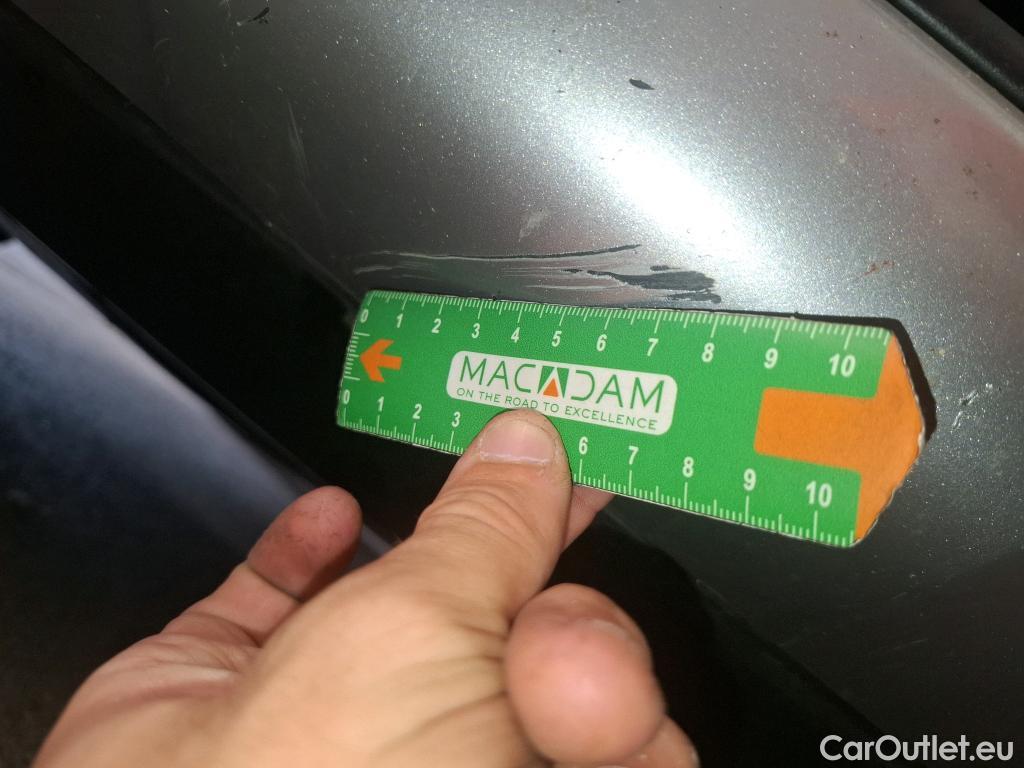 0 1 2 3 4 5 6 7 8 9 10
MACADAM
ON THE ROAD TO EXCELLENCE
0 1 2 3 6 7 8 9 10
CarOutlet.eu